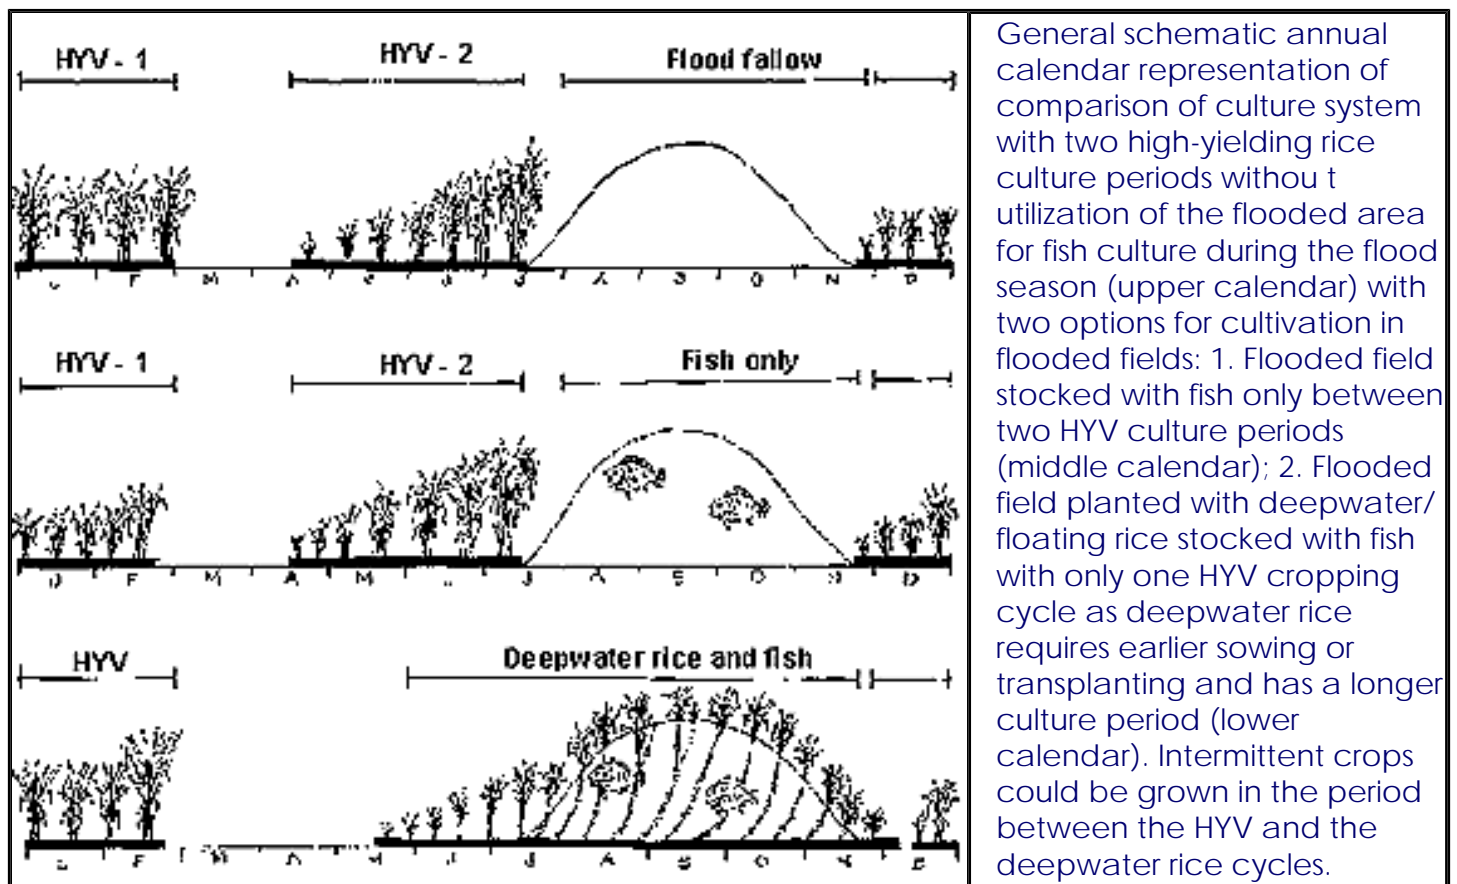 HYV - 1 HYV - 2 Flood fallow
F M
HYV - 1 HYV - 2 Fish only
F M A M
HYV Deepwater rice and fish
General schematic annual
calendar representation of
comparison of culture system
with two high-yielding rice
culture periods withou t
utilization of the flooded area
for fish culture during the flood
season (upper calendar) with
two options for cultivation in
flooded fields: 1. Flooded field
stocked with fish only between
two HYV culture periods
(middle calendar); 2. Flooded
field planted with deepwater/
floating rice stocked with fish
with only one HYV cropping
cycle as deepwater rice
requires earlier sowing or
transplanting and has a longer
culture period (lower
calendar). Intermittent crops
could be grown in the period
between the HYV and the
deepwater rice cycles.